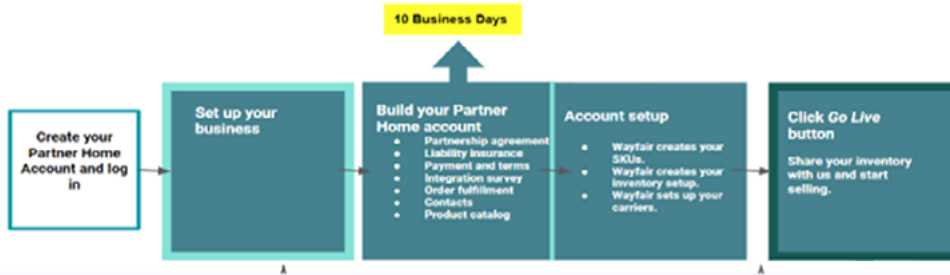 10 Business Days
Create your
Partner Home
Account and log
in
Set up your
business
Build your Partner
Home account
• Partnership agreement
• Liability insurance
• Payment and terms
• Integration survey
• Order fulfillment
• Contacts
• Product catalog
Account setup
• Wayfair creates your
SKUs.
• Wayfair creates your
inventory setup.
• Wayfair sets up your
carriers.
Click Go Live
button
Share your inventory
with us and start
selling.